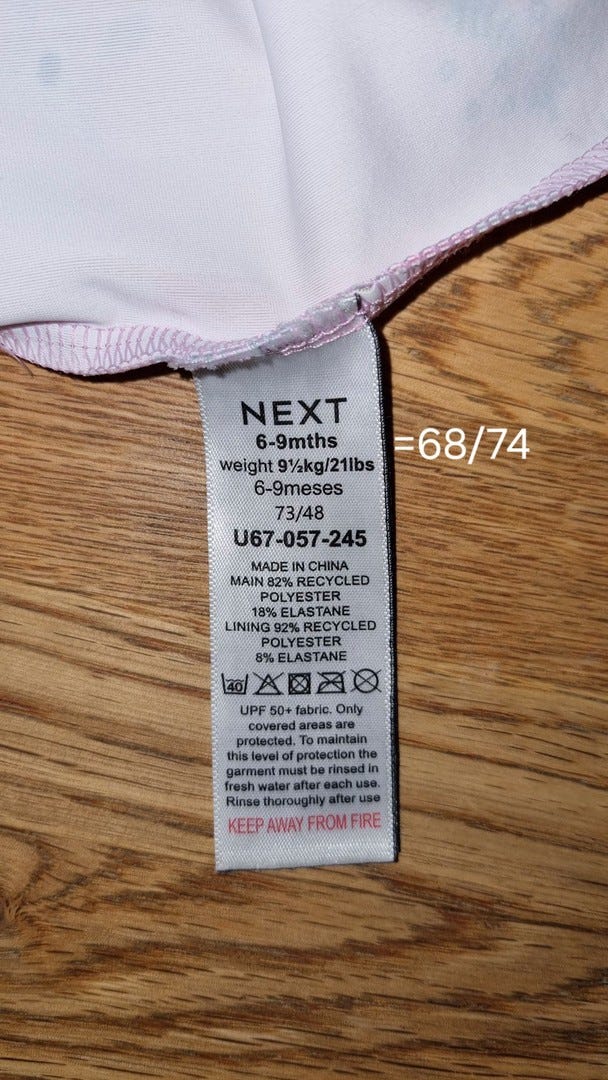 NEXT
6-9mths
=68/74
weight 9½kg/21lbs
6-9meses
73/48
U67-057-245
MADE IN CHINA
MAIN 82% RECYCLED
POLYESTER
18% ELASTANE
LINING 92% RECYCLED
POLYESTER
8% ELASTANE
40
UPF 50+ fabric. Only
covered areas are
protected. To maintain
this level of protection the
garment must be rinsed in
fresh water after each use.
Rinse thoroughly after use
KEEP AWAY FROM FIRE